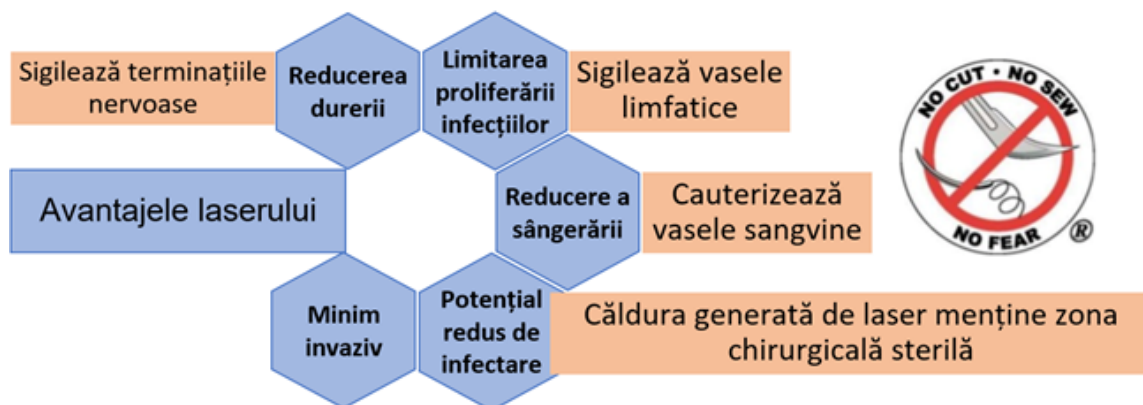 Sigilează terminațiile
nervoase
Reducerea
durerii
Limitarea
proliferării
infecțiilor
Sigilează vasele
limfatice
NO CUT • NO SEW
NO FEAR
®
Avantajele laserului
Reducere a
sângerării
Cauterizează
vasele sangvine
Minim
invaziv
Potențial
redus de
infectare
Căldura generată de laser menține zona
chirurgicală sterilă